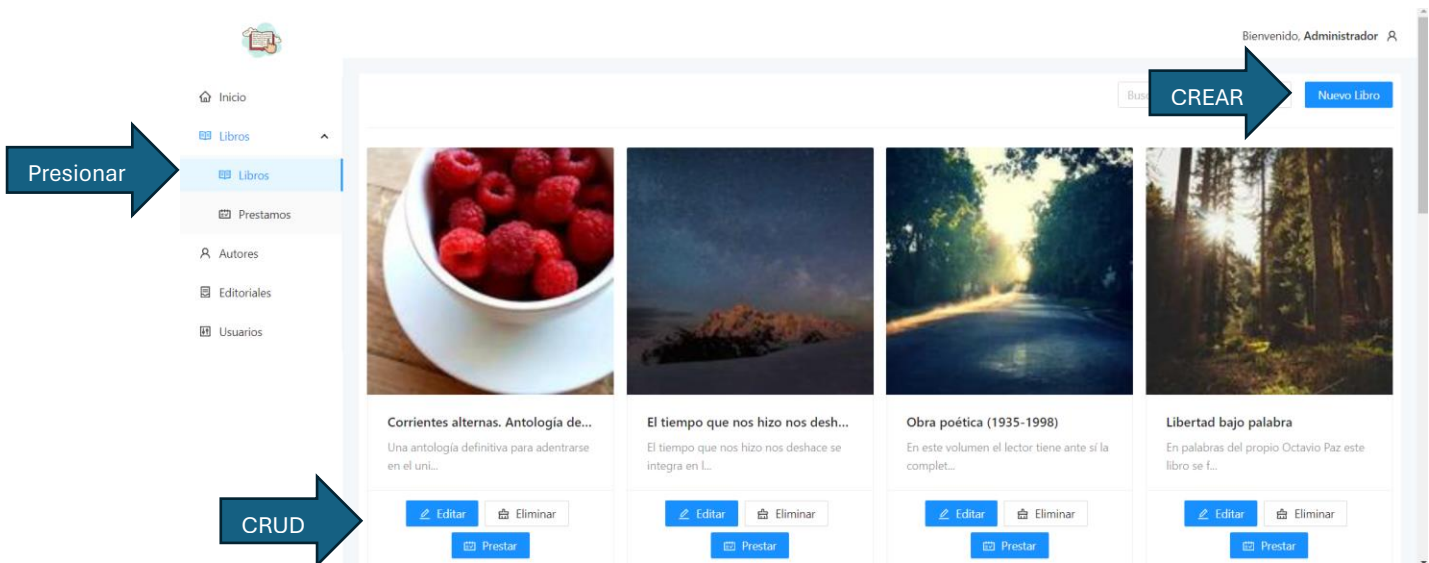 Bienvenido, Administrador
Inicio
Libros
Libros
Prestamos
Autores
Editoriales
Usuarios
Presionar
CREAR
Nuevo Libro
Corrientes alternas. Antología de...
Una antología definitiva para adentrarse
en el uni...
El tiempo que nos hizo nos desh...
El tiempo que nos hizo nos deshace se
integra en l...
Obra poética (1935-1998)
En este volumen el lector tiene ante sí la
complet...
Libertad bajo palabra
En palabras del propio Octavio Paz este
libro se f...
CRUD
Editar Eliminar
Prestar
Editar Eliminar
Prestar
Editar Eliminar
Prestar
Editar Eliminar
Prestar